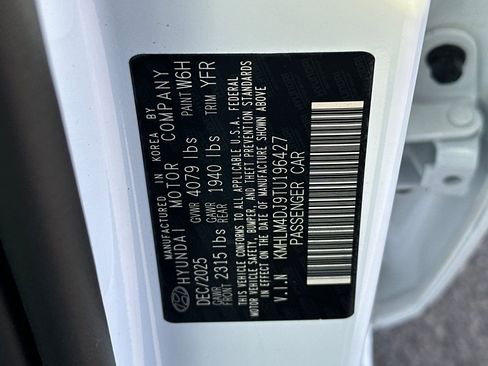 MANUFACTURED IN KOREA BY
HYUNDAI MOTOR COMPANY
DEC/2025 GVWR 4079 lbs PAINT W6H
GAWR FRONT 2315 lbs GAWR REAR 1940 lbs TRIM YFR
THIS VEHICLE CONFORMS TO ALL APPLICABLE U.S.A. FEDERAL
MOTOR VEHICLE SAFETY, BUMPER, AND THEFT PREVENTION STANDARDS
IN EFFECT ON THE DATE OF MANUFACTURE SHOWN ABOVE.
V.I.N KMHLM4DJ9TU196427
PASSENGER CAR